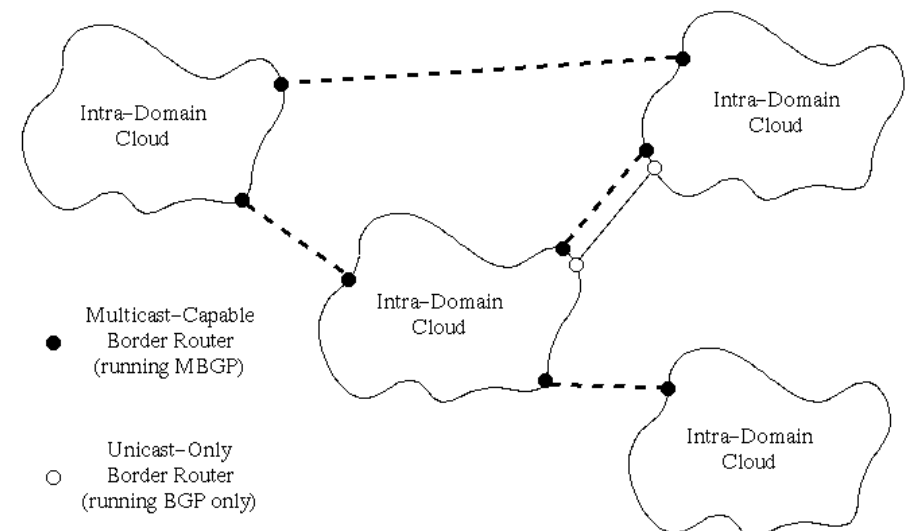 Intra-Domain
Cloud
Intra-Domain
Cloud
Intra-Domain
Cloud
Multicast-Capable
Border Router
(running MBGP)
Intra-Domain
Cloud
Unicast-Only
Border Router
(running BGP only)